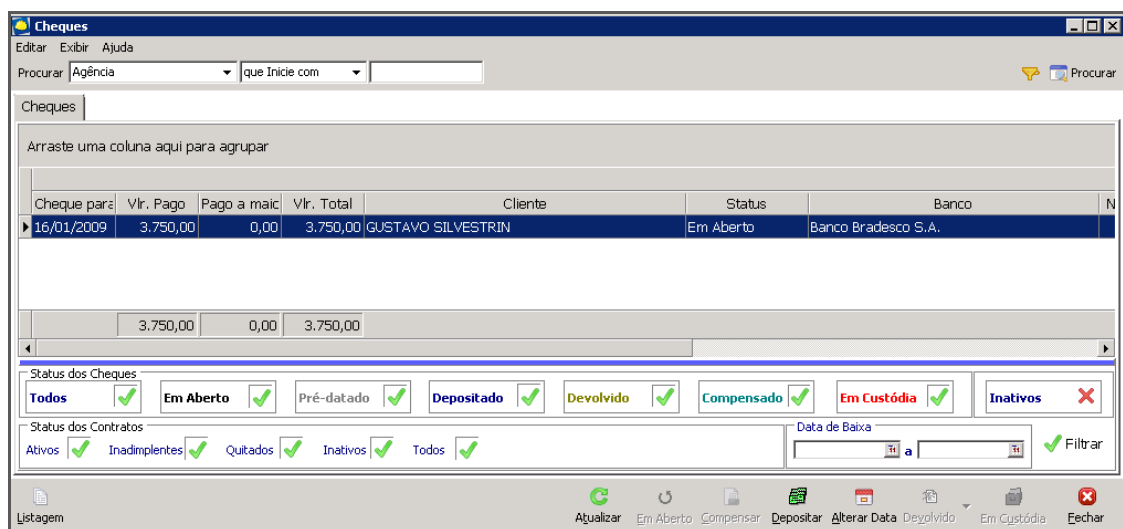 Cheques
Editar Exibir Ajuda
Procurar Agência que Inicie com Procurar
Cheques
Arraste uma coluna aqui para agrupar
Cheque para Vlr. Pago Pago a maic Vlr. Total Cliente Status Banco N
16/01/2009 3.750,00 0,00 3.750,00 GUSTAVO SILVESTRIN Em Aberto Banco Bradesco S.A.
3.750,00 0,00 3.750,00
Status dos Cheques
Todos Em Aberto Pré-datado Depositado Devolvido Compensado Em Custódia Inativos
Status dos Contratos Data de Baixa
Ativos Inadimplentes Quitados Inativos Todos a Filtrar
Listagem Atualizar Em Aberto Compensar Depositar Alterar Data Devolvido Em Custódia Fechar